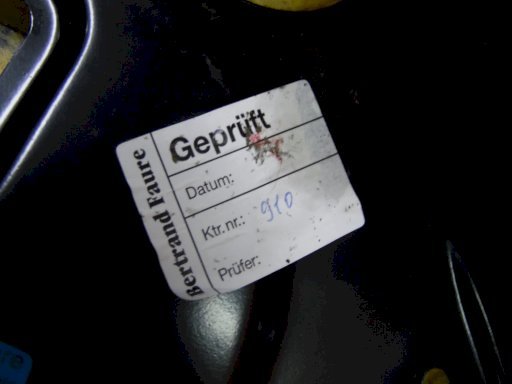 Bertrand Faure
Geprüft
Datum:
Ktr.nr.: 910
Prüfer: